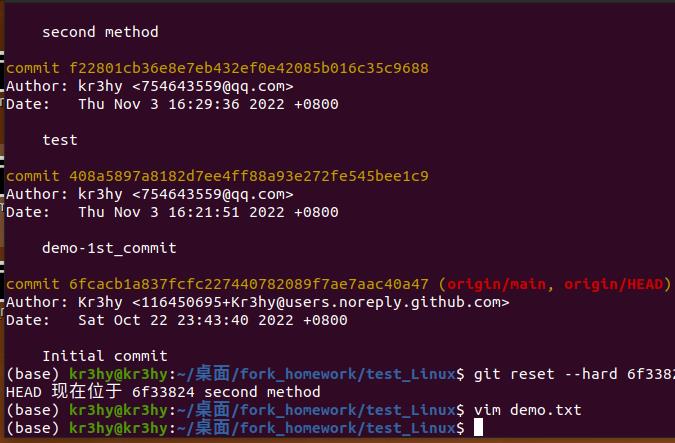 second method
commit f22801cb36e8e7eb432ef0e42085b016c35c9688
Author: kr3hy <754643559@qq.com>
Date:   Thu Nov 3 16:29:36 2022 +0800
test
commit 408a5897a8182d7ee4ff88a93e272fe545bee1c9
Author: kr3hy <754643559@qq.com>
Date:   Thu Nov 3 16:21:51 2022 +0800
demo-1st_commit
commit 6fcacb1a837fcfc227440782089f7ae7aac40a47 (origin/main, origin/HEAD)
Author: Kr3hy <116450695+Kr3hy@users.noreply.github.com>
Date:   Sat Oct 22 23:43:40 2022 +0800
Initial commit
(base) kr3hy@kr3hy:~/桌面/fork_homework/test_Linux$ git reset --hard 6f3382
HEAD 现在位于 6f33824 second method
(base) kr3hy@kr3hy:~/桌面/fork_homework/test_Linux$ vim demo.txt
(base) kr3hy@kr3hy:~/桌面/fork_homework/test_Linux$